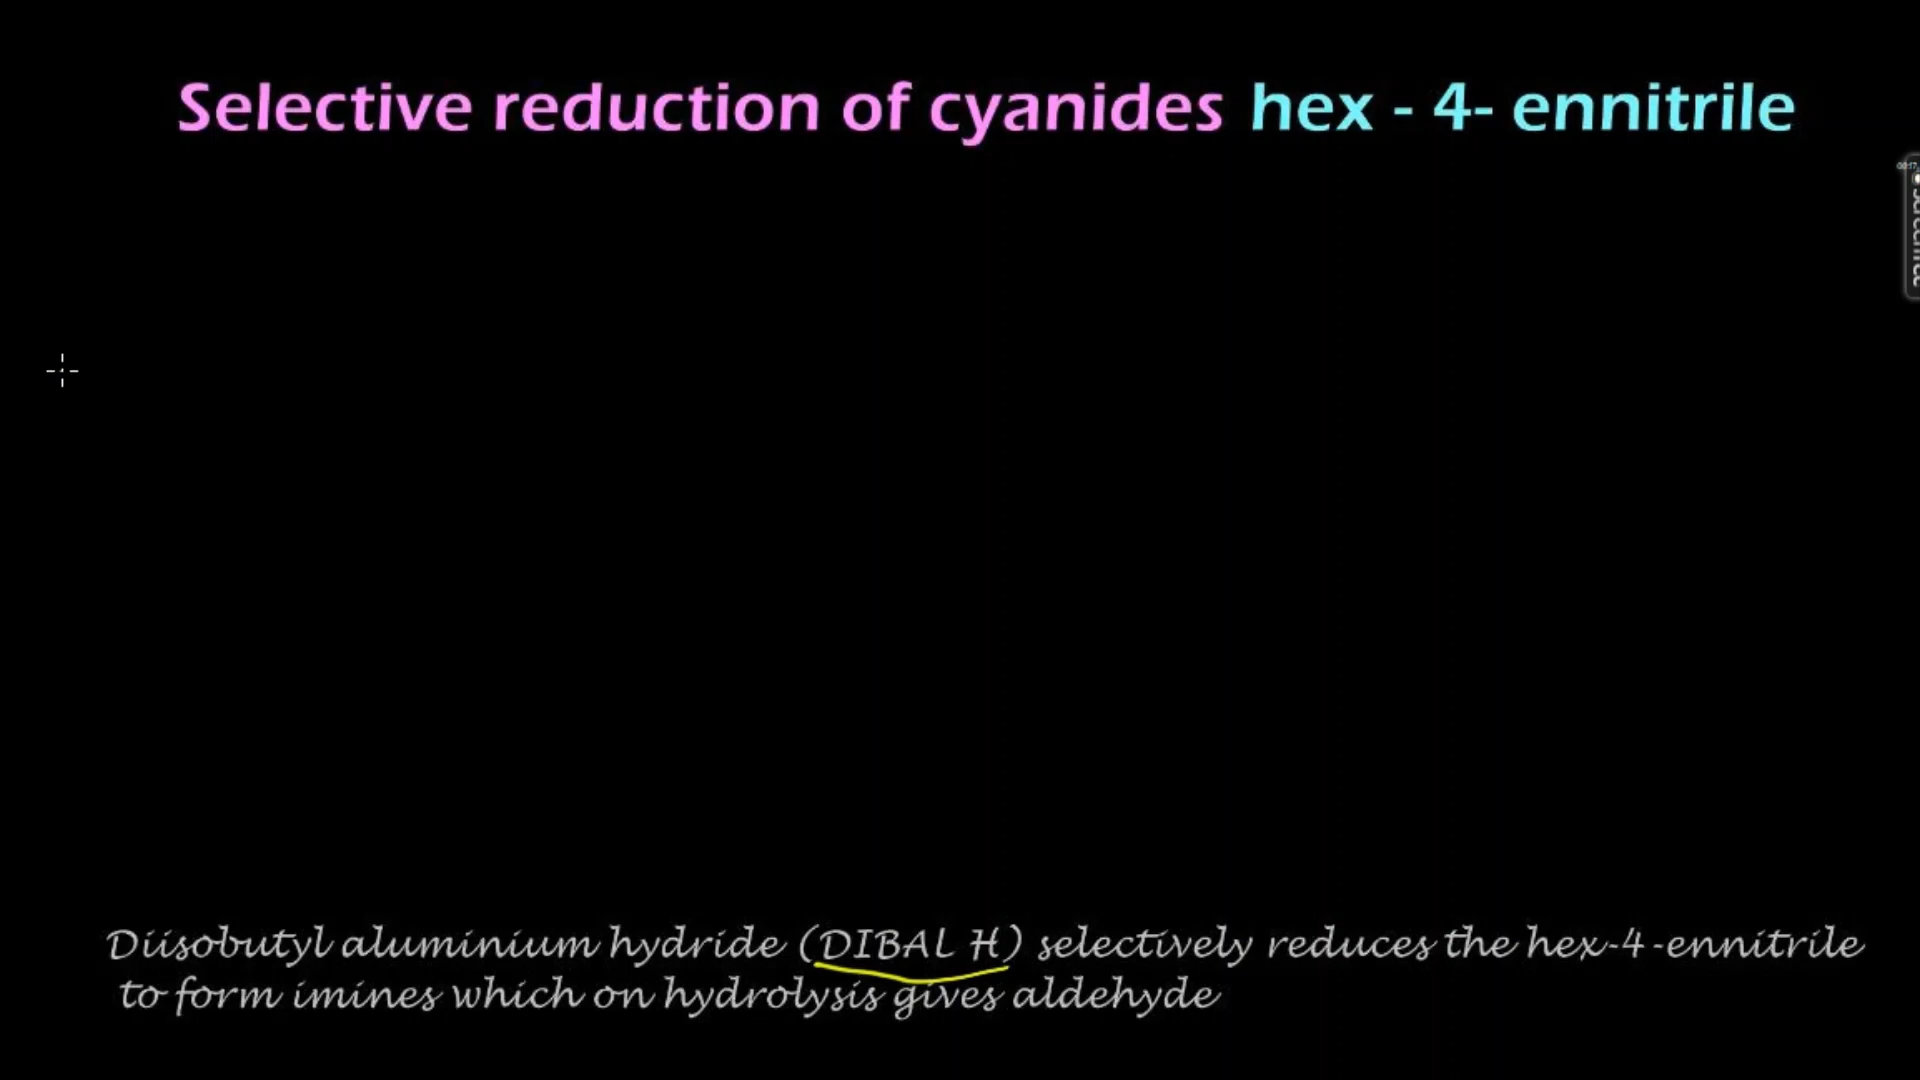 Selective reduction of cyanides hex - 4- ennitrile
Diisobutyl aluminium hydride (DIBAL H) selectively reduces the hex-4-ennitrile
to form imines which on hydrolysis gives aldehyde